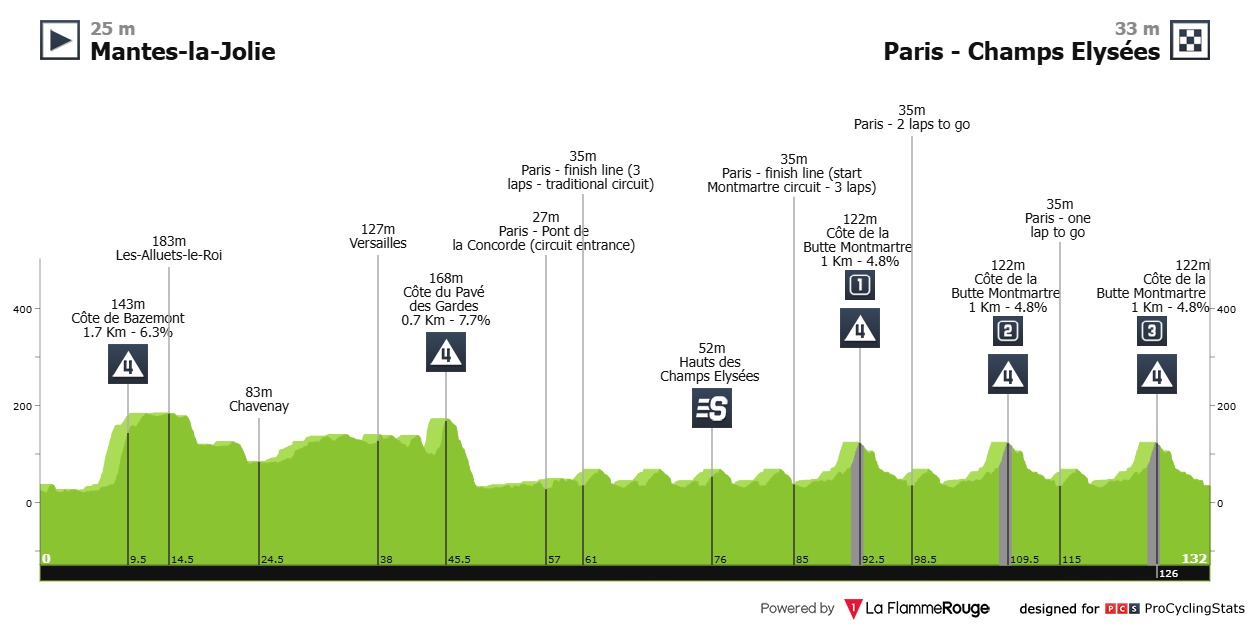 25 m
Mantes-la-Jolie
33 m
Paris - Champs Elysées
35m
Paris - 2 laps to go
35m
Paris - finish line (3
laps - traditional circuit)
35m
Paris - finish line (start
Montmartre circuit - 3 laps)
35m
Paris - one
lap to go
27m
Paris - Pont de
la Concorde (circuit entrance)
122m
Côte de la
Butte Montmartre
1 Km - 4.8%
1
4
127m
Versailles
183m
Les-Alluets-le-Roi
122m
Côte de la
Butte Montmartre
1 Km - 4.8%
2
4
122m
Côte de la
Butte Montmartre
1 Km - 4.8%
3
4
168m
Côte du Pavé
des Gardes
0.7 Km - 7.7%
4
143m
Côte de Bazemont
1.7 Km - 6.3%
4
52m
Hauts des
Champs Elysées
S
83m
Chavenay
400
200
0
400
200
0
0 9.5 14.5 24.5 38 45.5 57 61 76 85 92.5 98.5 109.5 115 132
126
Powered by 1 La FlammeRouge designed for PCS ProCyclingStats